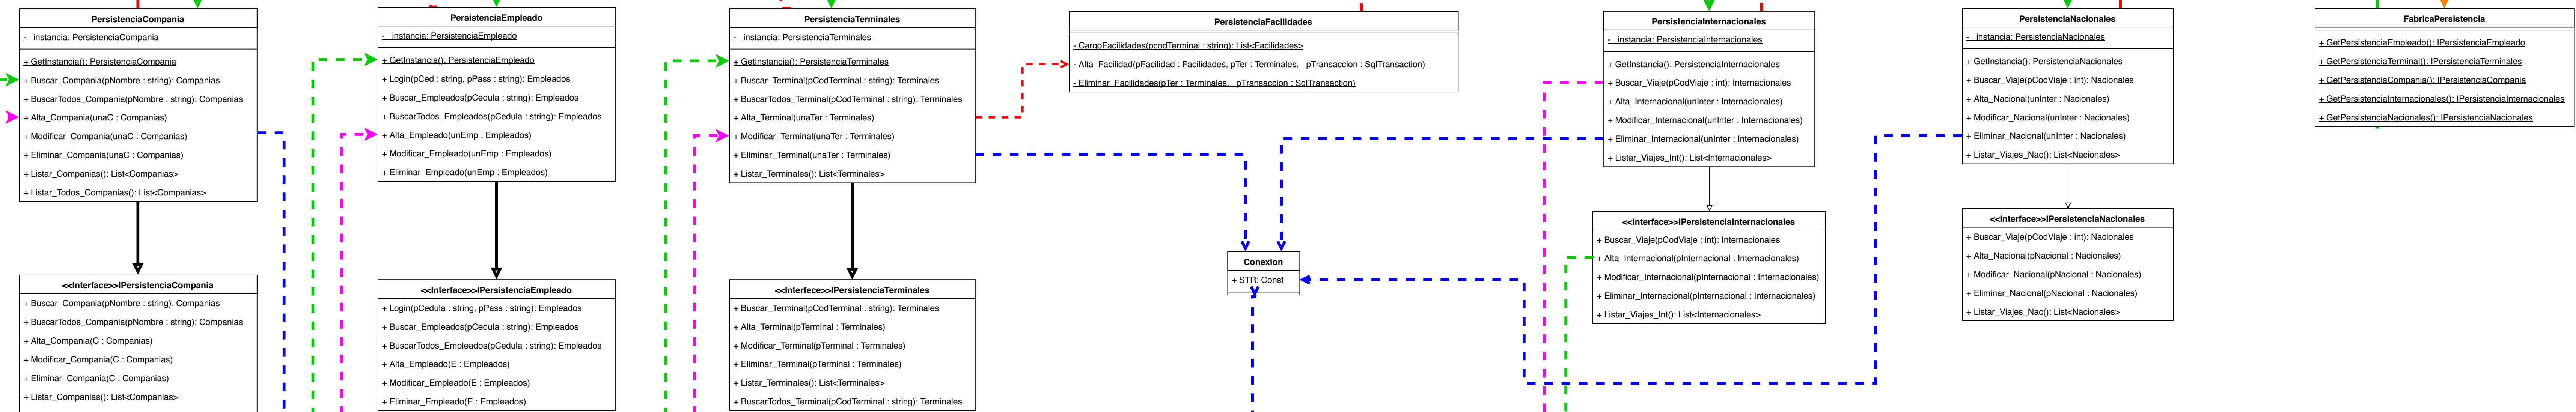 PersistenciaCompania
- _instancia: PersistenciaCompania
+ GetInstancia(): PersistenciaCompania
+ Buscar_Compania(pNombre : string): Companias
+ BuscarTodos_Compania(pNombre : string): Companias
+ Alta_Compania(unaC : Companias)
+ Modificar_Compania(unaC : Companias)
+ Eliminar_Compania(unaC : Companias)
+ Listar_Companias(): List<Companias>
+ Listar_Todos_Companias(): List<Companias>
<<Interface>>IPersistenciaCompania
+ Buscar_Compania(pNombre : string): Companias
+ BuscarTodos_Compania(pNombre : string): Companias
+ Alta_Compania(C : Companias)
+ Modificar_Compania(C : Companias)
+ Eliminar_Compania(C : Companias)
+ Listar_Companias(): List<Companias>
PersistenciaEmpleado
- _instancia: PersistenciaEmpleado
+ GetInstancia(): PersistenciaEmpleado
+ Login(pCed : string, pPass : string): Empleados
+ Buscar_Empleados(pCedula : string): Empleados
+ BuscarTodos_Empleados(pCedula : string): Empleados
+ Alta_Empleado(unEmp : Empleados)
+ Modificar_Empleado(unEmp : Empleados)
+ Eliminar_Empleado(unEmp : Empleados)
<<Interface>>IPersistenciaEmpleado
+ Login(pCedula : string, pPass : string): Empleados
+ Buscar_Empleados(pCedula : string): Empleados
+ BuscarTodos_Empleados(pCedula : string): Empleados
+ Alta_Empleado(E : Empleados)
+ Modificar_Empleado(E : Empleados)
+ Eliminar_Empleado(E : Empleados)
PersistenciaTerminales
- _instancia: PersistenciaTerminales
+ GetInstancia(): PersistenciaTerminales
+ Buscar_Terminal(pCodTerminal : string): Terminales
+ BuscarTodos_Terminal(pCodTerminal : string): Terminales
+ Alta_Terminal(unaTer : Terminales)
+ Modificar_Terminal(unaTer : Terminales)
+ Eliminar_Terminal(unaTer : Terminales)
+ Listar_Terminales(): List<Terminales>
<<Interfece>>IPersistenciaTerminales
+ Buscar_Terminal(pCodTerminal : string): Terminales
+ Alta_Terminal(pTerminal : Terminales)
+ Modificar_Terminal(pTerminal : Terminales)
+ Eliminar_Terminal(pTerminal : Terminales)
+ Listar_Terminales(): List<Terminales>
+ BuscarTodos_Terminal(pCodTerminal : string): Terminales
PersistenciaFacilidades
- CargoFacilidades(pcodTerminal : string): List<Facilidades>
- Alta_Facilidad(pFacilidad : Facilidades, pTer : Terminales, _pTransaccion : SqlTransaction)
- Eliminar_Facilidades(pTer : Terminales, _pTransaccion : SqlTransaction)
Conexion
+ STR: Const
PersistenciaInternacionales
- _instancia: PersistenciaInternacionales
+ GetInstancia(): PersistenciaInternacionales
+ Buscar_Viaje(pCodViaje : int): Internacionales
+ Alta_Internacional(unInter : Internacionales)
+ Modificar_Internacional(unInter : Internacionales)
+ Eliminar_Internacional(unInter : Internacionales)
+ Listar_Viajes_Int(): List<Internacionales>
<<Interface>>IPersistenciaInternacionales
+ Buscar_Viaje(pCodViaje : int): Internacionales
+ Alta_Internacional(pInternacional : Internacionales)
+ Modificar_Internacional(pInternacional : Internacionales)
+ Eliminar_Internacional(pInternacional : Internacionales)
+ Listar_Viajes_Int(): List<Internacionales>
PersistenciaNacionales
- _instancia: PersistenciaNacionales
+ GetInstancia(): PersistenciaNacionales
+ Buscar_Viaje(pCodViaje : int): Nacionales
+ Alta_Nacional(unInter : Nacionales)
+ Modificar_Nacional(unInter : Nacionales)
+ Eliminar_Nacional(unInter : Nacionales)
+ Listar_Viajes_Nac(): List<Nacionales>
<<Interface>>IPersistenciaNacionales
+ Buscar_Viaje(pCodViaje : int): Nacionales
+ Alta_Nacional(pNacional : Nacionales)
+ Modificar_Nacional(pNacional : Nacionales)
+ Eliminar_Nacional(pNacional : Nacionales)
+ Listar_Viajes_Nac(): List<Nacionales>
FabricaPersistencia
+ GetPersistenciaEmpleado(): IPersistenciaEmpleado
+ GetPersistenciaTerminal(): IPersistenciaTerminales
+ GetPersistenciaCompania(): IPersistenciaCompania
+ GetPersistenciaInternacionales(): IPersistenciaInternacionales
+ GetPersistenciaNacionales(): IPersistenciaNacionales